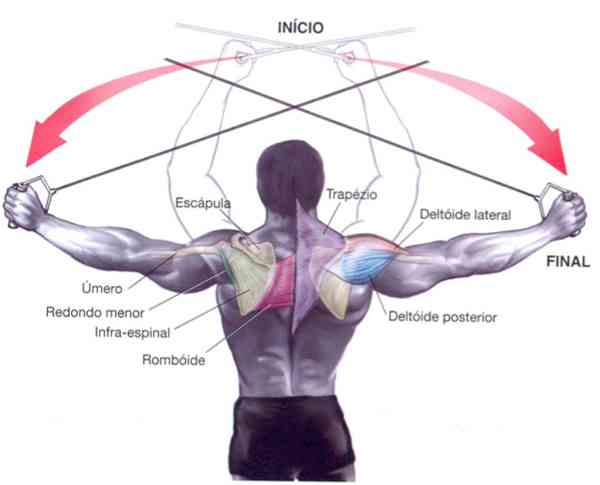 INÍCIO
Trapézio
Escápula
Deltóide lateral
FINAL
Úmero
Redondo menor
Deltóide posterior
Infra-espinal
Rombóide